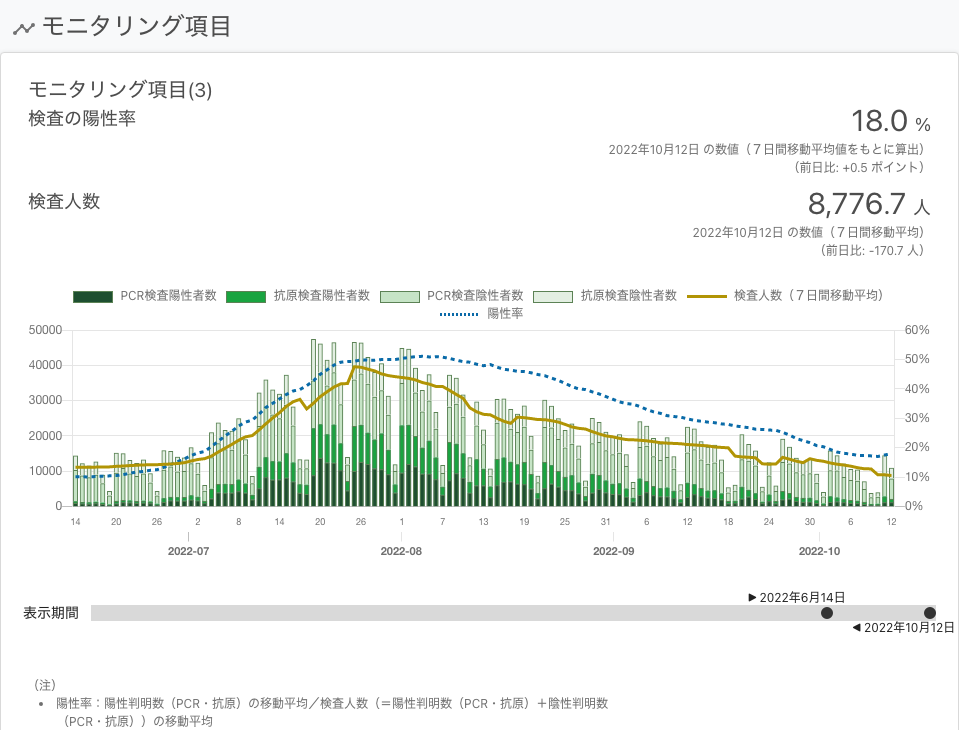 モニタリング項目
モニタリング項目(3)
検査の陽性率
18.0 %
2022年10月12日 の数値（７日間移動平均値をもとに算出）
（前日比: +0.5 ポイント）
検査人数
8,776.7 人
2022年10月12日 の数値（７日間移動平均）
（前日比: -170.7 人）
PCR検査陽性者数 抗原検査陽性者数 PCR検査陰性者数 抗原検査陰性者数 検査人数（７日間移動平均）
陽性率
50000 60%
50%
40000
40%
30000
30%
20000
20%
10000
10%
0 0%
14 20 26 2 8 14 20 26 1 7 13 19 25 31 6 12 18 24 30 6 12
2022-07 2022-08 2022-09 2022-10
▶ 2022年6月14日
表示期間
◀ 2022年10月12日
（注）
• 陽性率：陽性判明数（PCR・抗原）の移動平均／検査人数（＝陽性判明数（PCR・抗原）＋陰性判明数
（PCR・抗原））の移動平均